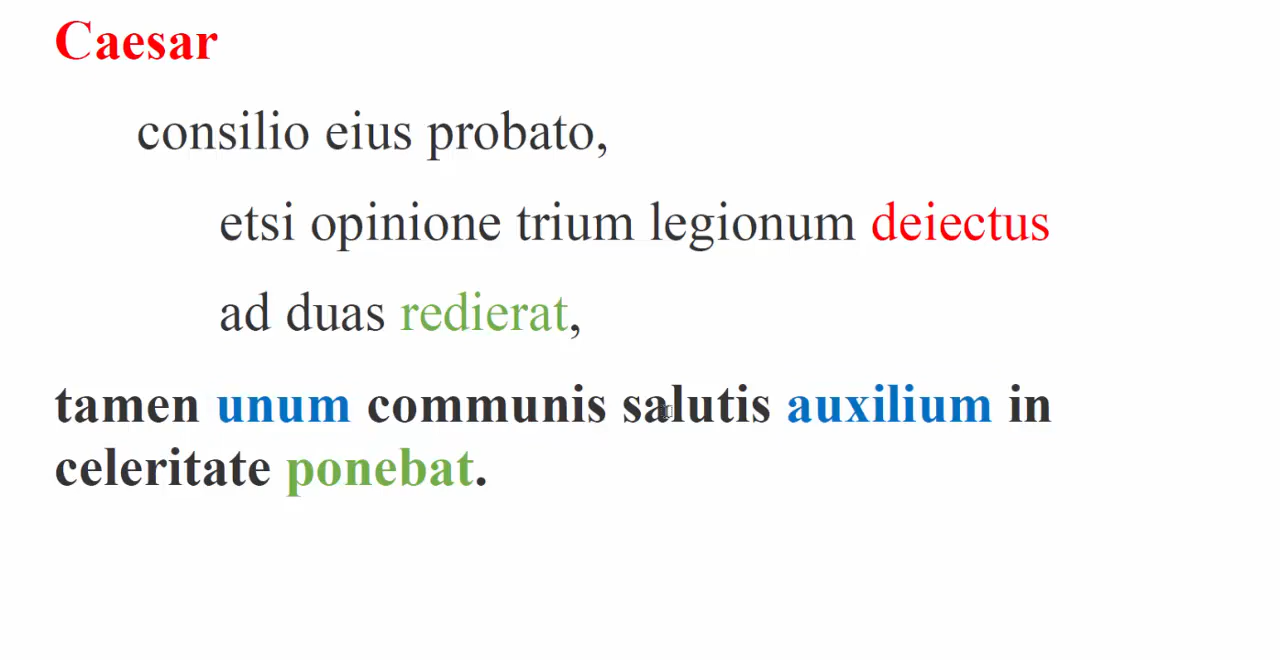 Caesar
consilio eius probato,
etsi opinione trium legionum deiectus
ad duas redierat,
tamen unum communis salutis auxilium in
celeritate ponebat.